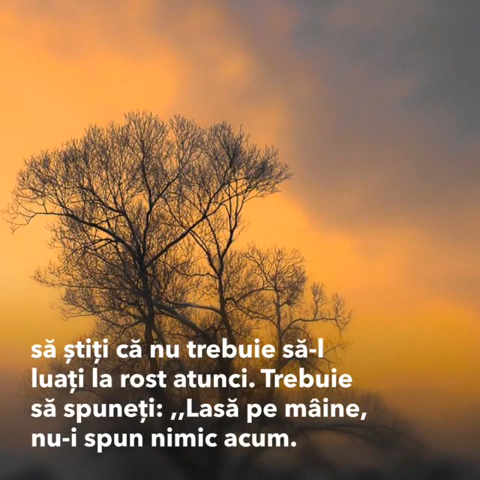 să știți că nu trebuie să-l
luați la rost atunci. Trebuie
să spuneți: ,,Lasă pe mâine,
nu-i spun nimic acum.